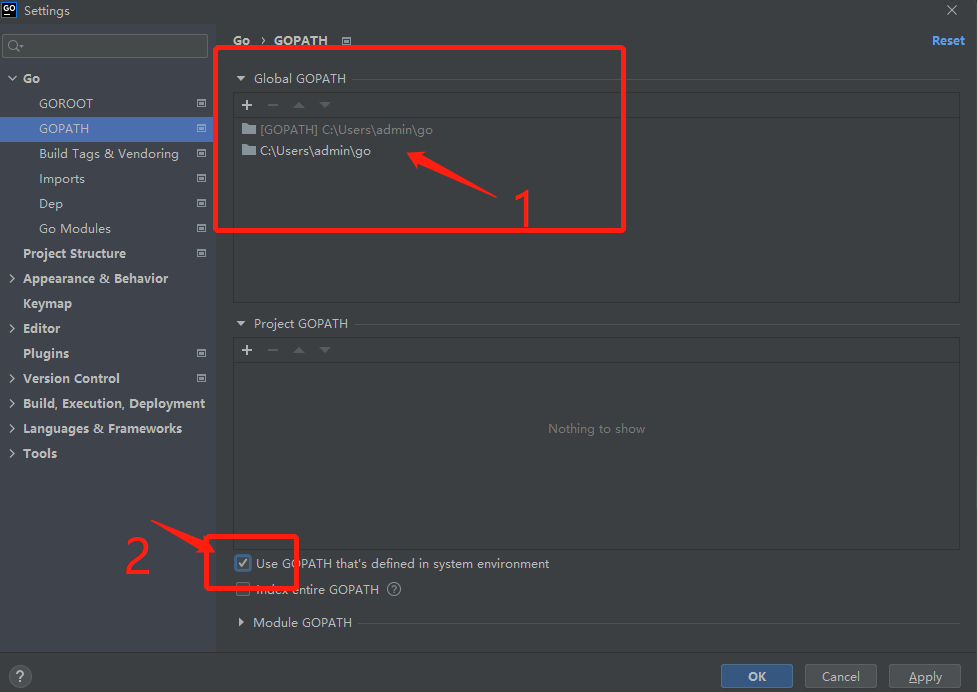 GO Settings
Go > GOPATH
Reset
Go
GOROOT
GOPATH
Build Tags & Vendoring
Imports
Dep
Go Modules
Project Structure
Appearance & Behavior
Keymap
Editor
Plugins
Version Control
Build, Execution, Deployment
Languages & Frameworks
Tools
Global GOPATH
[GOPATH] C:\Users\admin\go
C:\Users\admin\go
1
Project GOPATH
Nothing to show
2
Use GOPATH that's defined in system environment
Index entire GOPATH ?
Module GOPATH
?
OK
Cancel
Apply